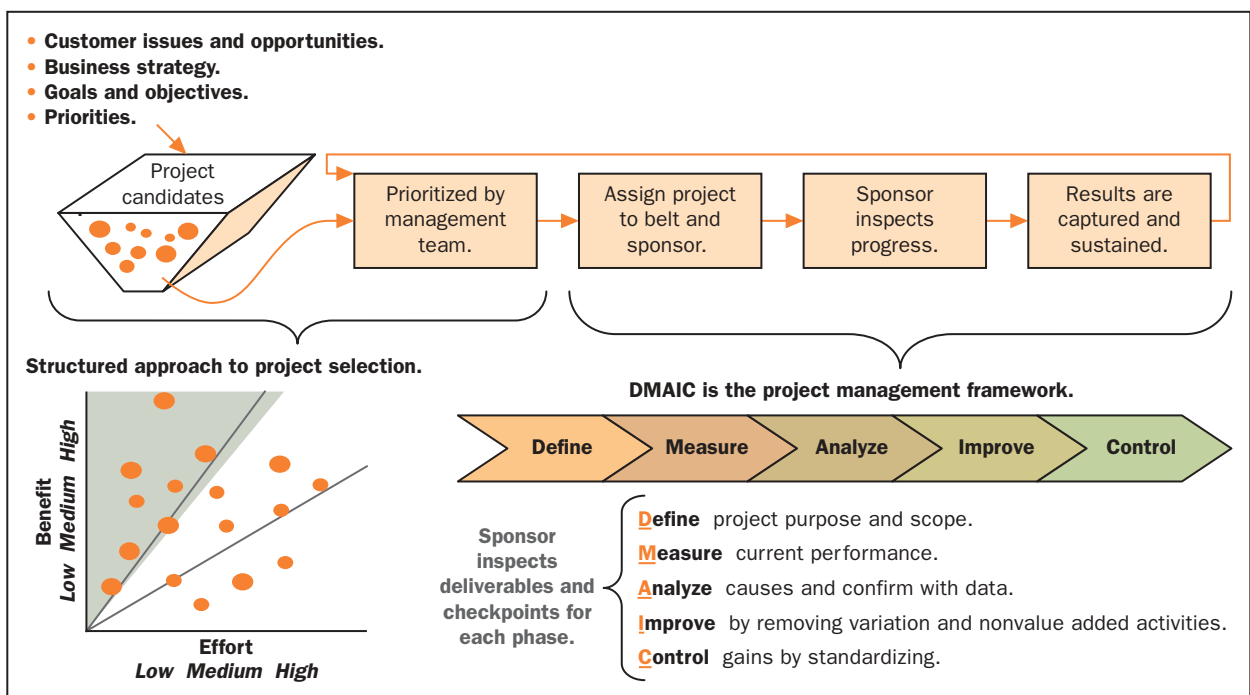 • Customer issues and opportunities.
• Business strategy.
• Goals and objectives.
• Priorities.
Project
candidates
Prioritized by
management
team.
Assign project
to belt and
sponsor.
Sponsor
inspects
progress.
Results are
captured and
sustained.
Structured approach to project selection.
Benefit
Low Medium High
Effort
Low Medium High
DMAIC is the project management framework.
Define
Measure
Analyze
Improve
Control
Sponsor
inspects
deliverables and
checkpoints for
each phase.
Define project purpose and scope.
Measure current performance.
Analyze causes and confirm with data.
Improve by removing variation and nonvalue added activities.
Control gains by standardizing.